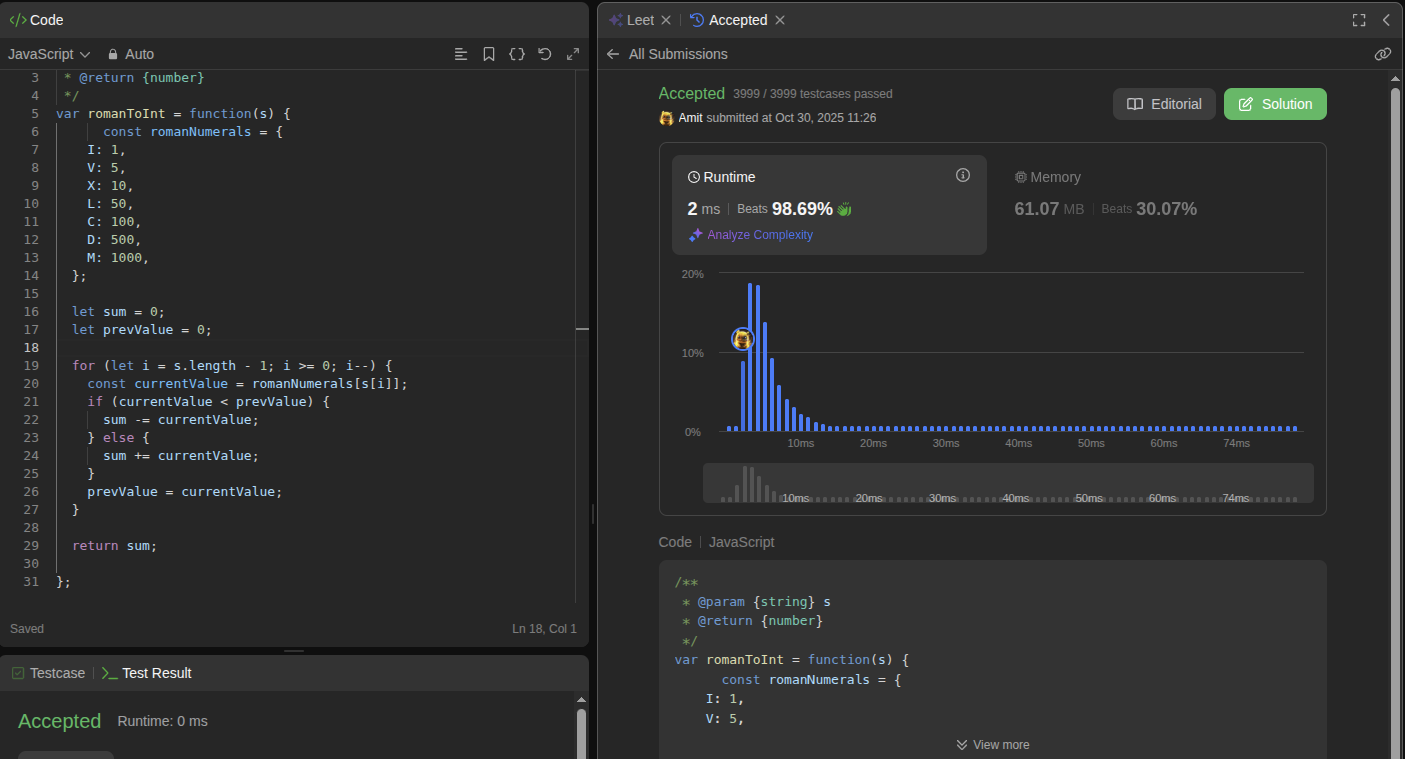 </> Code
JavaScript Auto
3 * @return {number}
4 */
5 var romanToInt = function(s) {
6 const romanNumerals = {
7 I: 1,
8 V: 5,
9 X: 10,
10 L: 50,
11 C: 100,
12 D: 500,
13 M: 1000,
14 };
15
16 let sum = 0;
17 let prevValue = 0;
18
19 for (let i = s.length - 1; i >= 0; i--) {
20 const currentValue = romanNumerals[s[i]];
21 if (currentValue < prevValue) {
22 sum -= currentValue;
23 } else {
24 sum += currentValue;
25 }
26 prevValue = currentValue;
27 }
28
29 return sum;
30
31 };
Saved Ln 18, Col 1
Testcase Test Result
Accepted Runtime: 0 ms
Leet Accepted
All Submissions
Accepted 3999 / 3999 testcases passed
Amit submitted at Oct 30, 2025 11:26
Editorial Solution
Runtime
2 ms Beats 98.69%
Analyze Complexity
Memory
61.07 MB Beats 30.07%
20%
10%
0%
10ms 20ms 30ms 40ms 50ms 60ms 74ms
10ms 20ms 30ms 40ms 50ms 60ms 74ms
Code JavaScript
/**
* @param {string} s
* @return {number}
*/
var romanToInt = function(s) {
const romanNumerals = {
I: 1,
V: 5,
View more